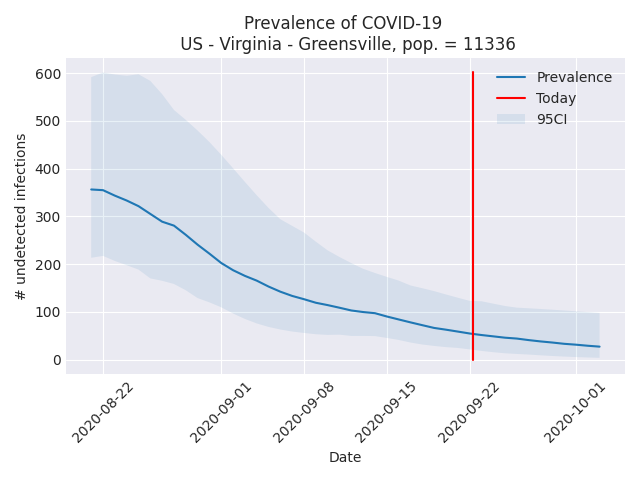 Prevalence of COVID-19
US - Virginia - Greensville, pop. = 11336
600
500
400
300
200
100
0
# undetected infections
Prevalence
Today
95CI
2020-08-22
2020-09-01
2020-09-08
2020-09-15
2020-09-22
2020-10-01
Date